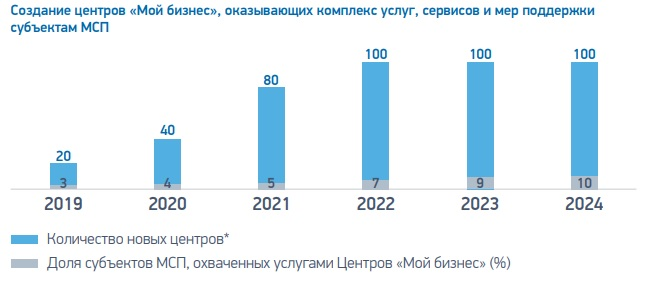 Создание центров «Мой бизнес», оказывающих комплекс услуг, сервисов и мер поддержки
субъектам МСП
20 40 80 100 100 100
3 4 5 7 9 10
2019 2020 2021 2022 2023 2024
Количество новых центров*
Доля субъектов МСП, охваченных услугами Центров «Мой бизнес» (%)